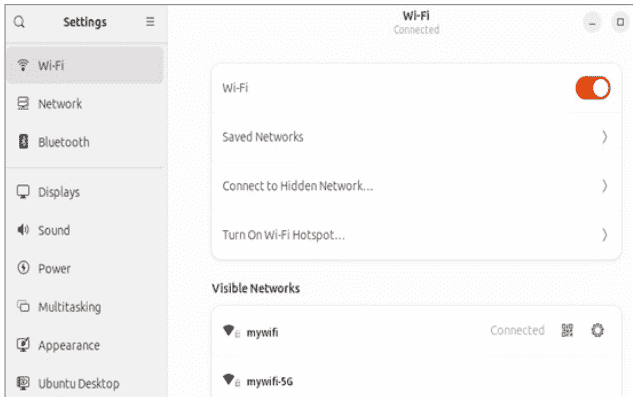 Settings
Wi-Fi
Connected
Wi-Fi
Network
Bluetooth
Displays
Sound
Power
Multitasking
Appearance
Ubuntu Desktop
Wi-Fi
Saved Networks
Connect to Hidden Network...
Turn On Wi-Fi Hotspot...
Visible Networks
mywifi Connected
mywifi-5G